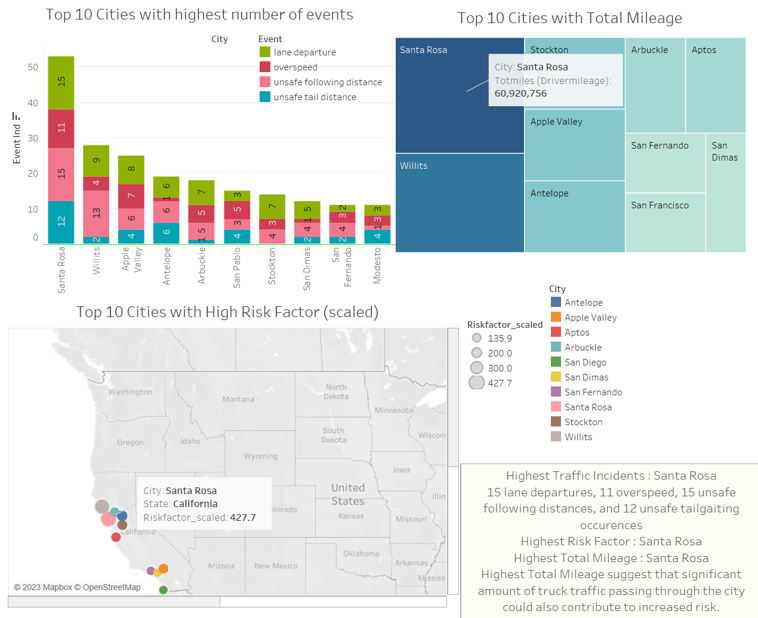 Top 10 Cities with highest number of events
City
Event
lane departure
overspeed
unsafe following distance
unsafe tail distance
Event Ind
50
40
30
20
10
0
15
11
15
12
9
4
13
2
8
7
6
4
6
1
6
6
7
5
5
1
3
5
3
4
7
3
4
5
1
4
2
2
3
4
2
3
3
1
4
Santa Rosa
Willits
Apple
Valley
Antelope
Arbuckle
San Pablo
Stockton
San Dimas
San
Fernando
Modesto
Top 10 Cities with Total Mileage
Santa Rosa
Stockton
Arbuckle
Aptos
City: Santa Rosa
Totmiles (Drivermileage):
60,920,756
Apple Valley
San Fernando
San
Dimas
Willits
Antelope
San Francisco
Top 10 Cities with High Risk Factor (scaled)
Washington
Montana
North
Dakota
Minnesota
Oregon
Idaho
South
Dakota
Wiscon
Wyoming
Iowa
United
States
Illin
City: Santa Rosa
State: California
Riskfactor_scaled: 427.7
olorado
Kansas
Missouri
California
Oklahoma
Arizona
New Mexico
Arkansas
Mississ
© 2023 Mapbox © OpenStreetMap
Riskfactor_scaled
135.9
200.0
300.0
427.7
City
Antelope
Apple Valley
Aptos
Arbuckle
San Diego
San Dimas
San Fernando
Santa Rosa
Stockton
Willits
Highest Traffic Incidents : Santa Rosa
15 lane departures, 11 overspeed, 15 unsafe
following distances, and 12 unsafe tailgaiting
occurences
Highest Risk Factor : Santa Rosa
Highest Total Mileage : Santa Rosa
Highest Total Mileage suggest that significant
amount of truck traffic passing through the city
could also contribute to increased risk.